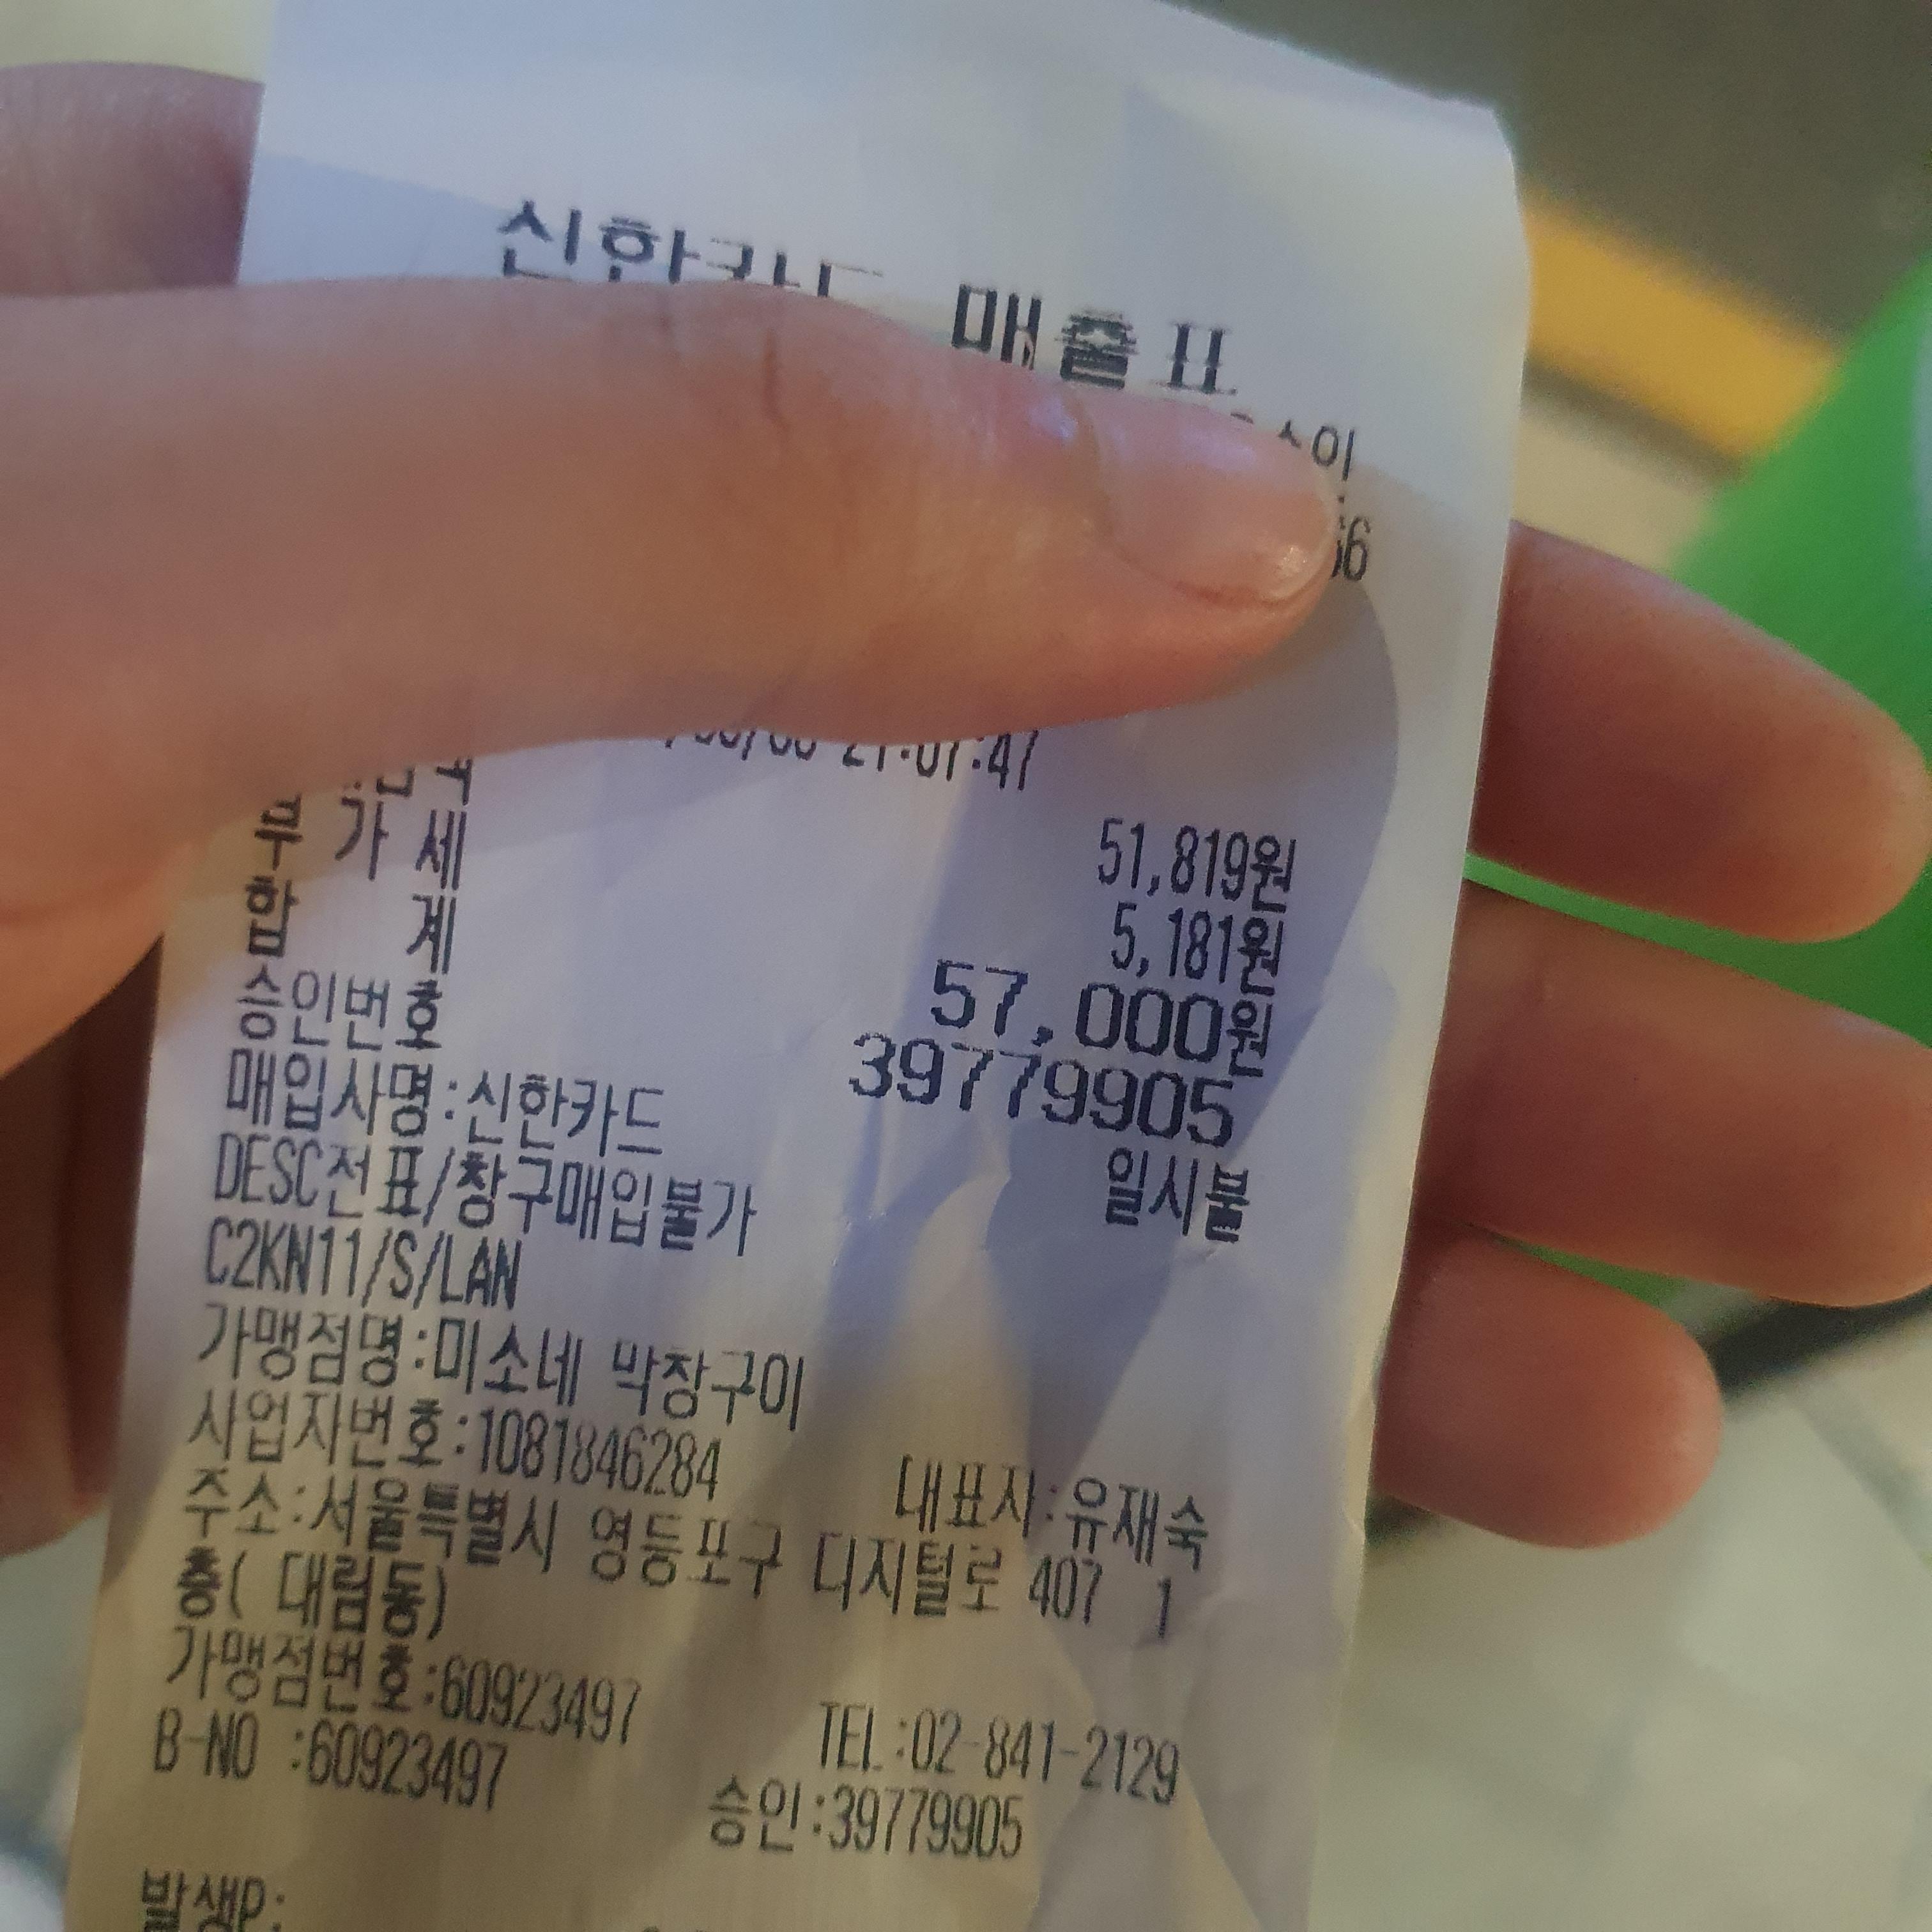 신한카드 매출표
21:07:47
51,819원
부 가 세 5,181원
합 계 57,000원
승인번호 39779905
매입사명:신한카드 일시불
DESC전표/창구매입불가
C2KN11/S/LAN
가맹점명:미소네 막창구이
사업자번호:1081846284 대표자:유재숙
주소:서울특별시 영등포구 디지털로 407 1
층( 대림동)
가맹점번호:60923497 TEL:02-841-2129
B-NO :60923497 승인:39779905
발생P: